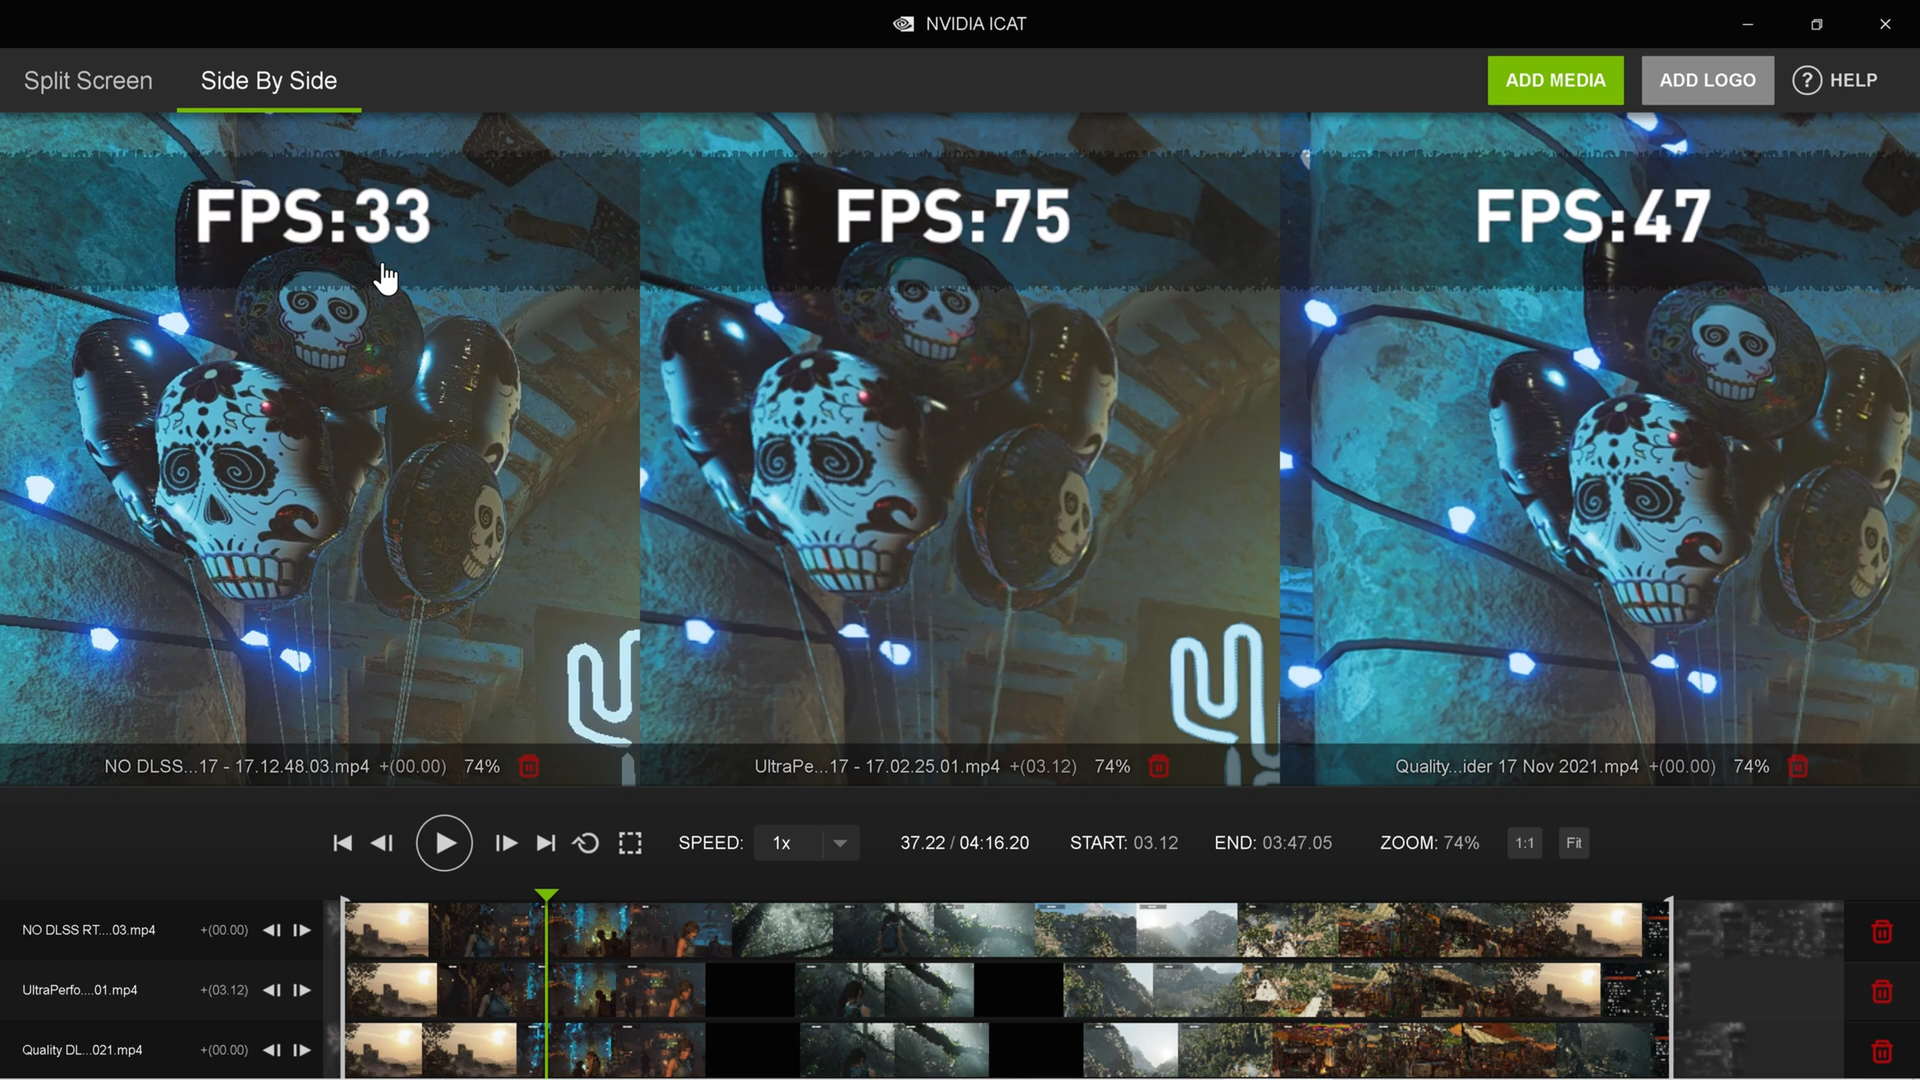 NVIDIA ICAT
Split Screen Side By Side ADD MEDIA ADD LOGO ? HELP
FPS:33 FPS:75 FPS:47
NO DLSS...17 - 17.12.48.03.mp4 +(00.00) 74%
UltraPe...17 - 17.02.25.01.mp4 +(03.12) 74%
Quality...ider 17 Nov 2021.mp4 +(00.00) 74%
SPEED: 1x 37.22 / 04:16.20 START: 03.12 END: 03:47.05 ZOOM: 74% 1:1 Fit
NO DLSS RT....03.mp4 +(00.00)
UltraPerfo....01.mp4 +(03.12)
Quality DL...021.mp4 +(00.00)